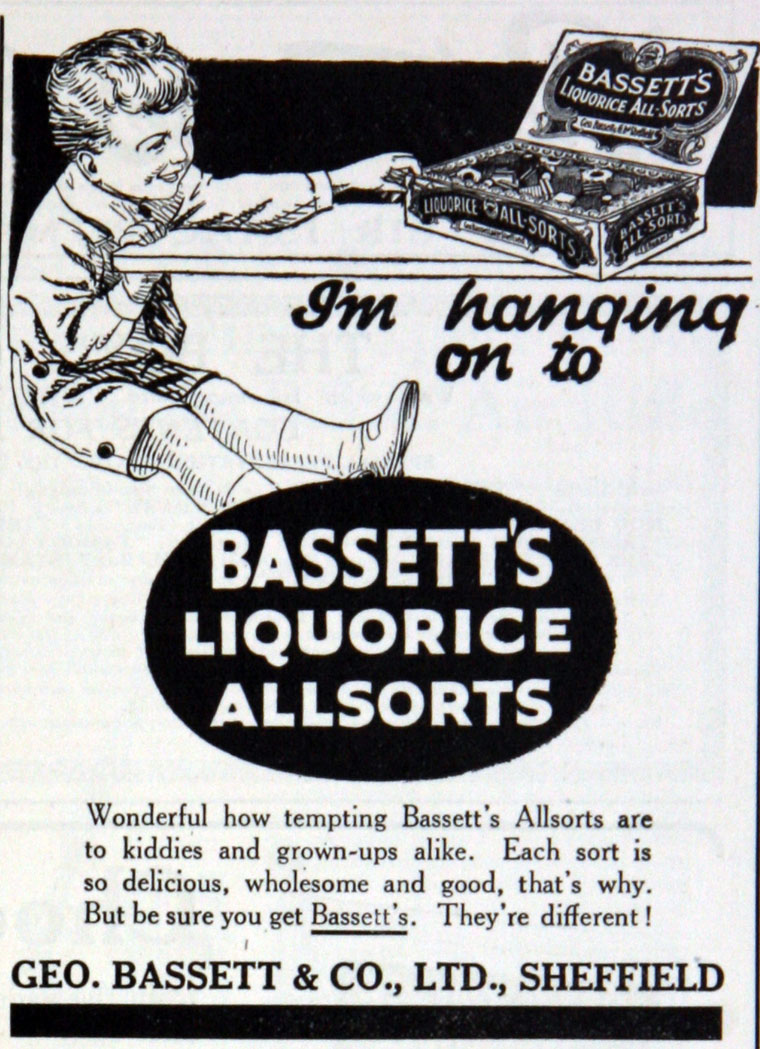 BASSETT'S
LIQUORICE ALL-SORTS
LIQUORICE ALL-SORTS
BASSETT'S
ALL-SORTS
I'm hanging
on to
BASSETT'S
LIQUORICE
ALLSORTS
Wonderful how tempting Bassett's Allsorts are
to kiddies and grown-ups alike. Each sort is
so delicious, wholesome and good, that's why.
But be sure you get Bassett's. They're different!
GEO. BASSETT & CO., LTD., SHEFFIELD